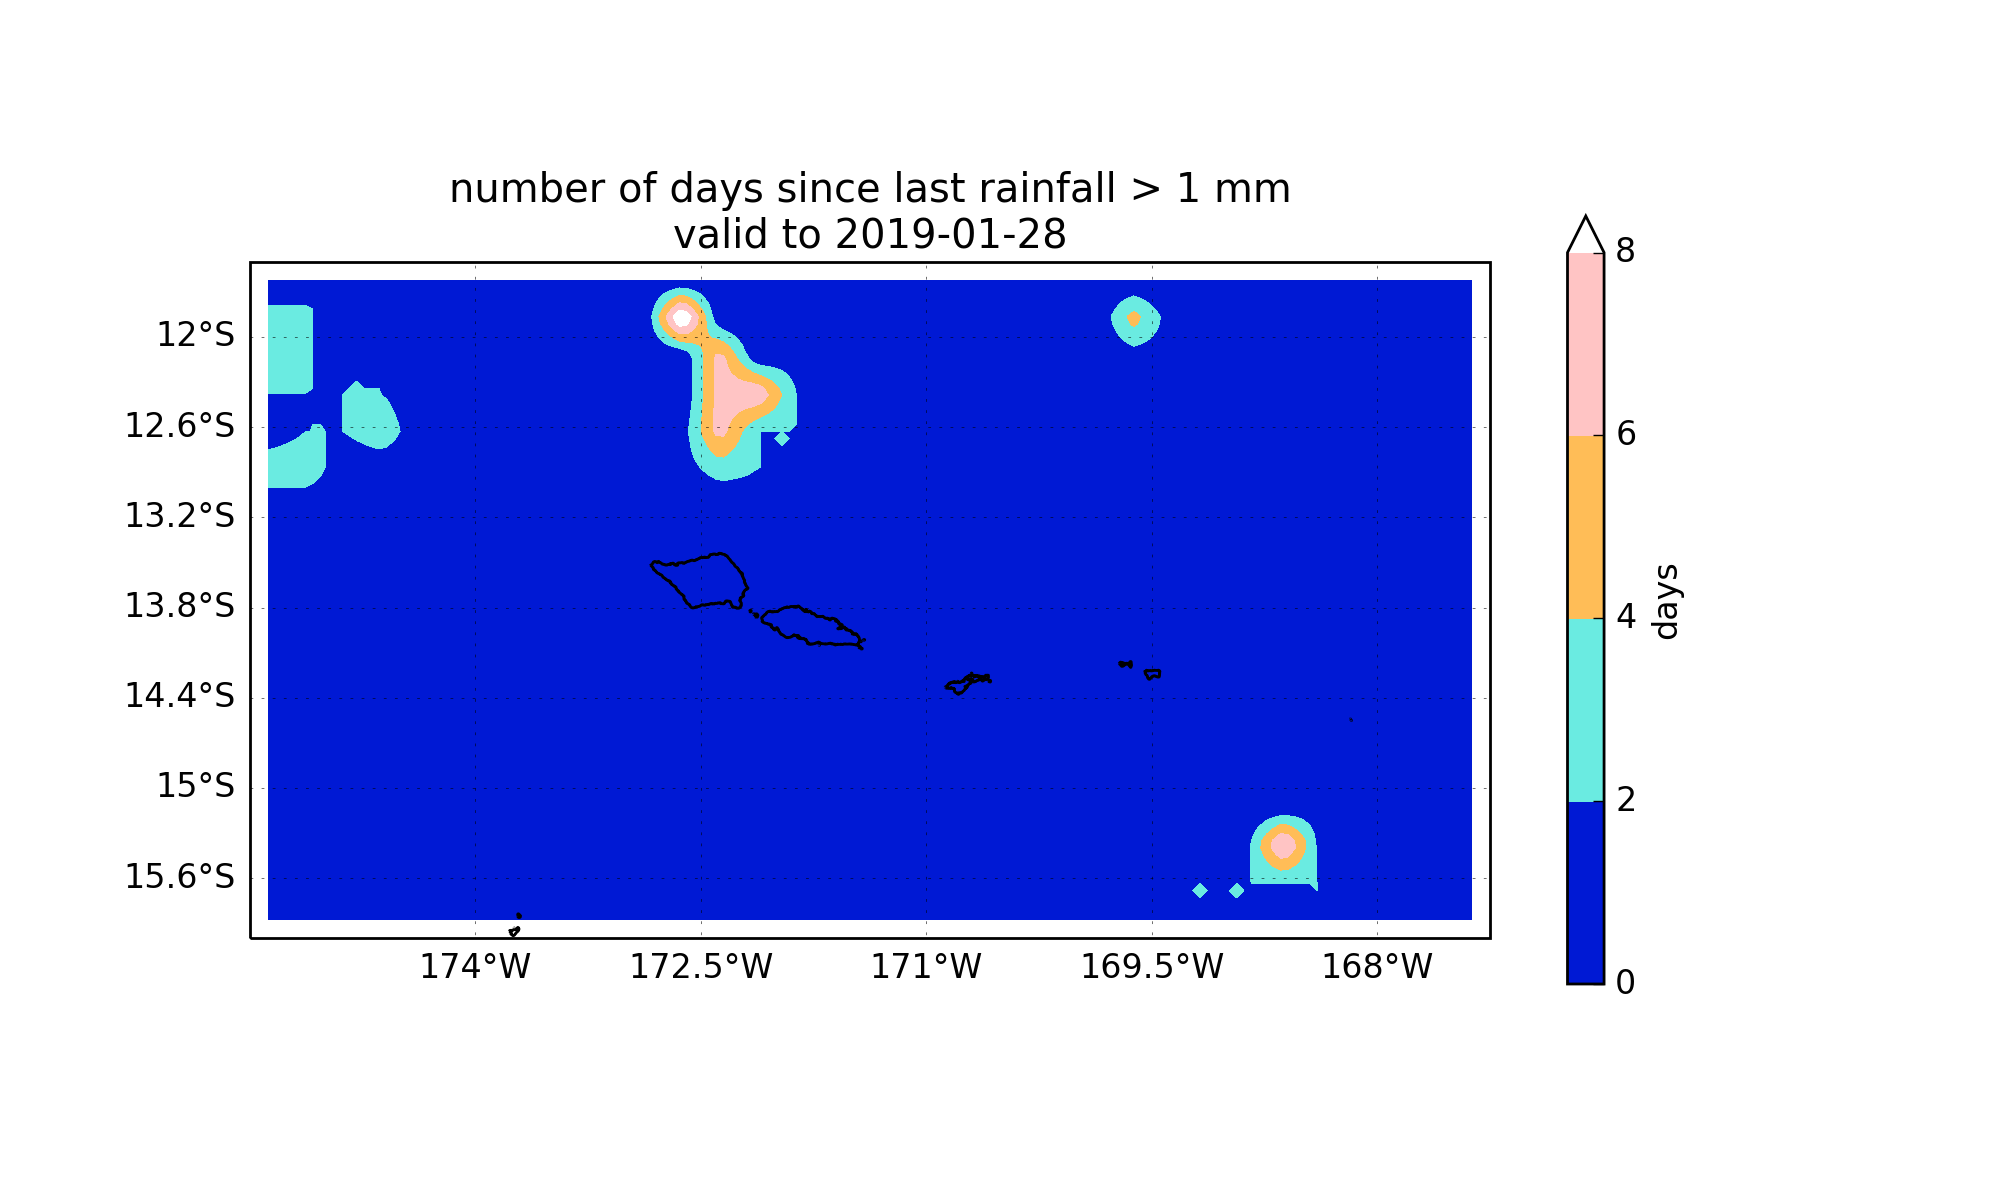 number of days since last rainfall > 1 mm
valid to 2019-01-28
12°S
12.6°S
13.2°S
13.8°S
14.4°S
15°S
15.6°S
174°W 172.5°W 171°W 169.5°W 168°W
8
6
4
2
0
days